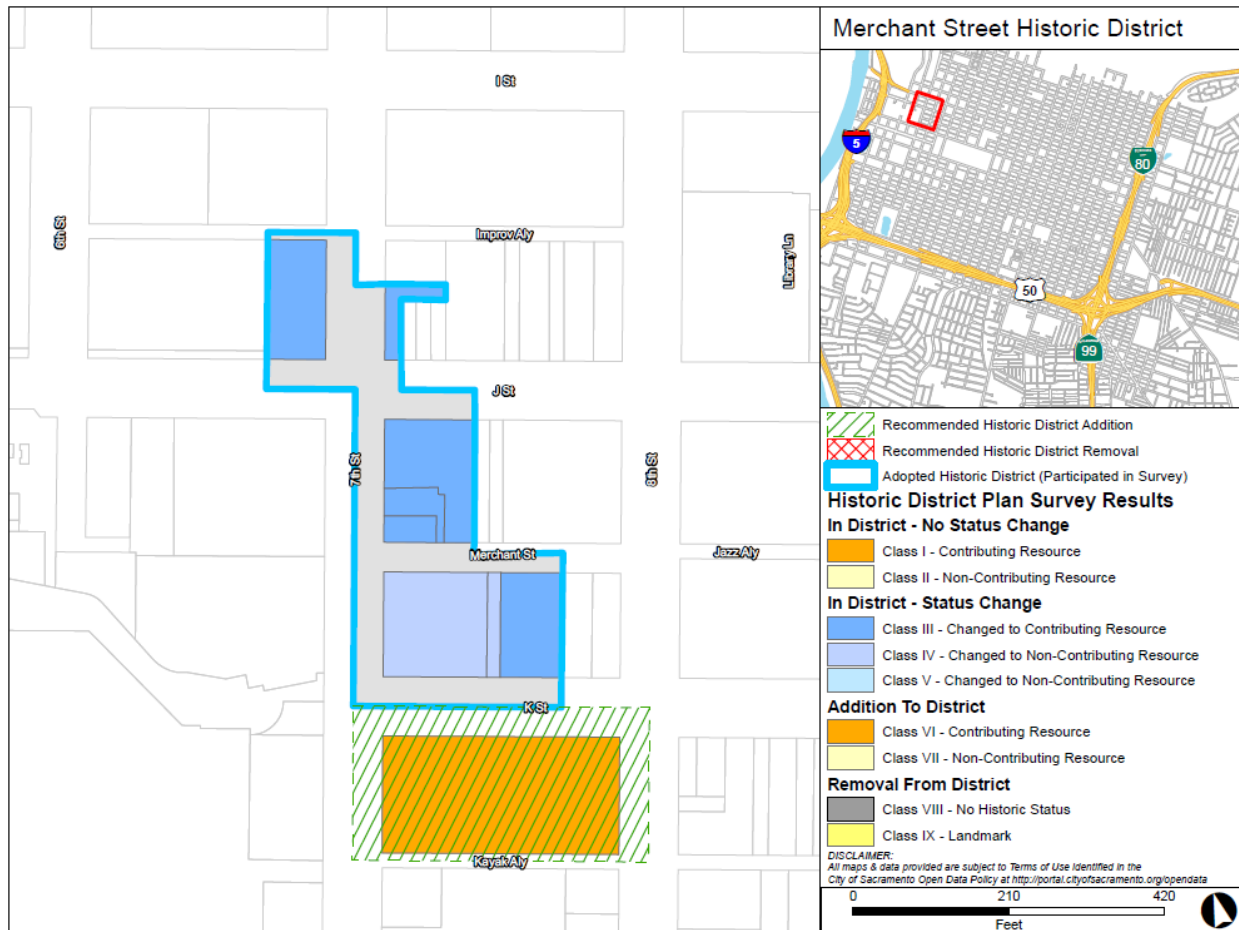 I St
6th St
Improv Aly
Library Ln
J St
7th St
8th St
Merchant St
Jazz Aly
K St
Kayak Aly
Merchant Street Historic District
5
80
50
99
Recommended Historic District Addition
Recommended Historic District Removal
Adopted Historic District (Participated in Survey)
Historic District Plan Survey Results
In District - No Status Change
Class I - Contributing Resource
Class II - Non-Contributing Resource
In District - Status Change
Class III - Changed to Contributing Resource
Class IV - Changed to Non-Contributing Resource
Class V - Changed to Non-Contributing Resource
Addition To District
Class VI - Contributing Resource
Class VII - Non-Contributing Resource
Removal From District
Class VIII - No Historic Status
Class IX - Landmark
DISCLAIMER:
All maps & data provided are subject to Terms of Use identified in the
City of Sacramento Open Data Policy at http://portal.cityofsacramento.org/opendata
0 210 420
Feet